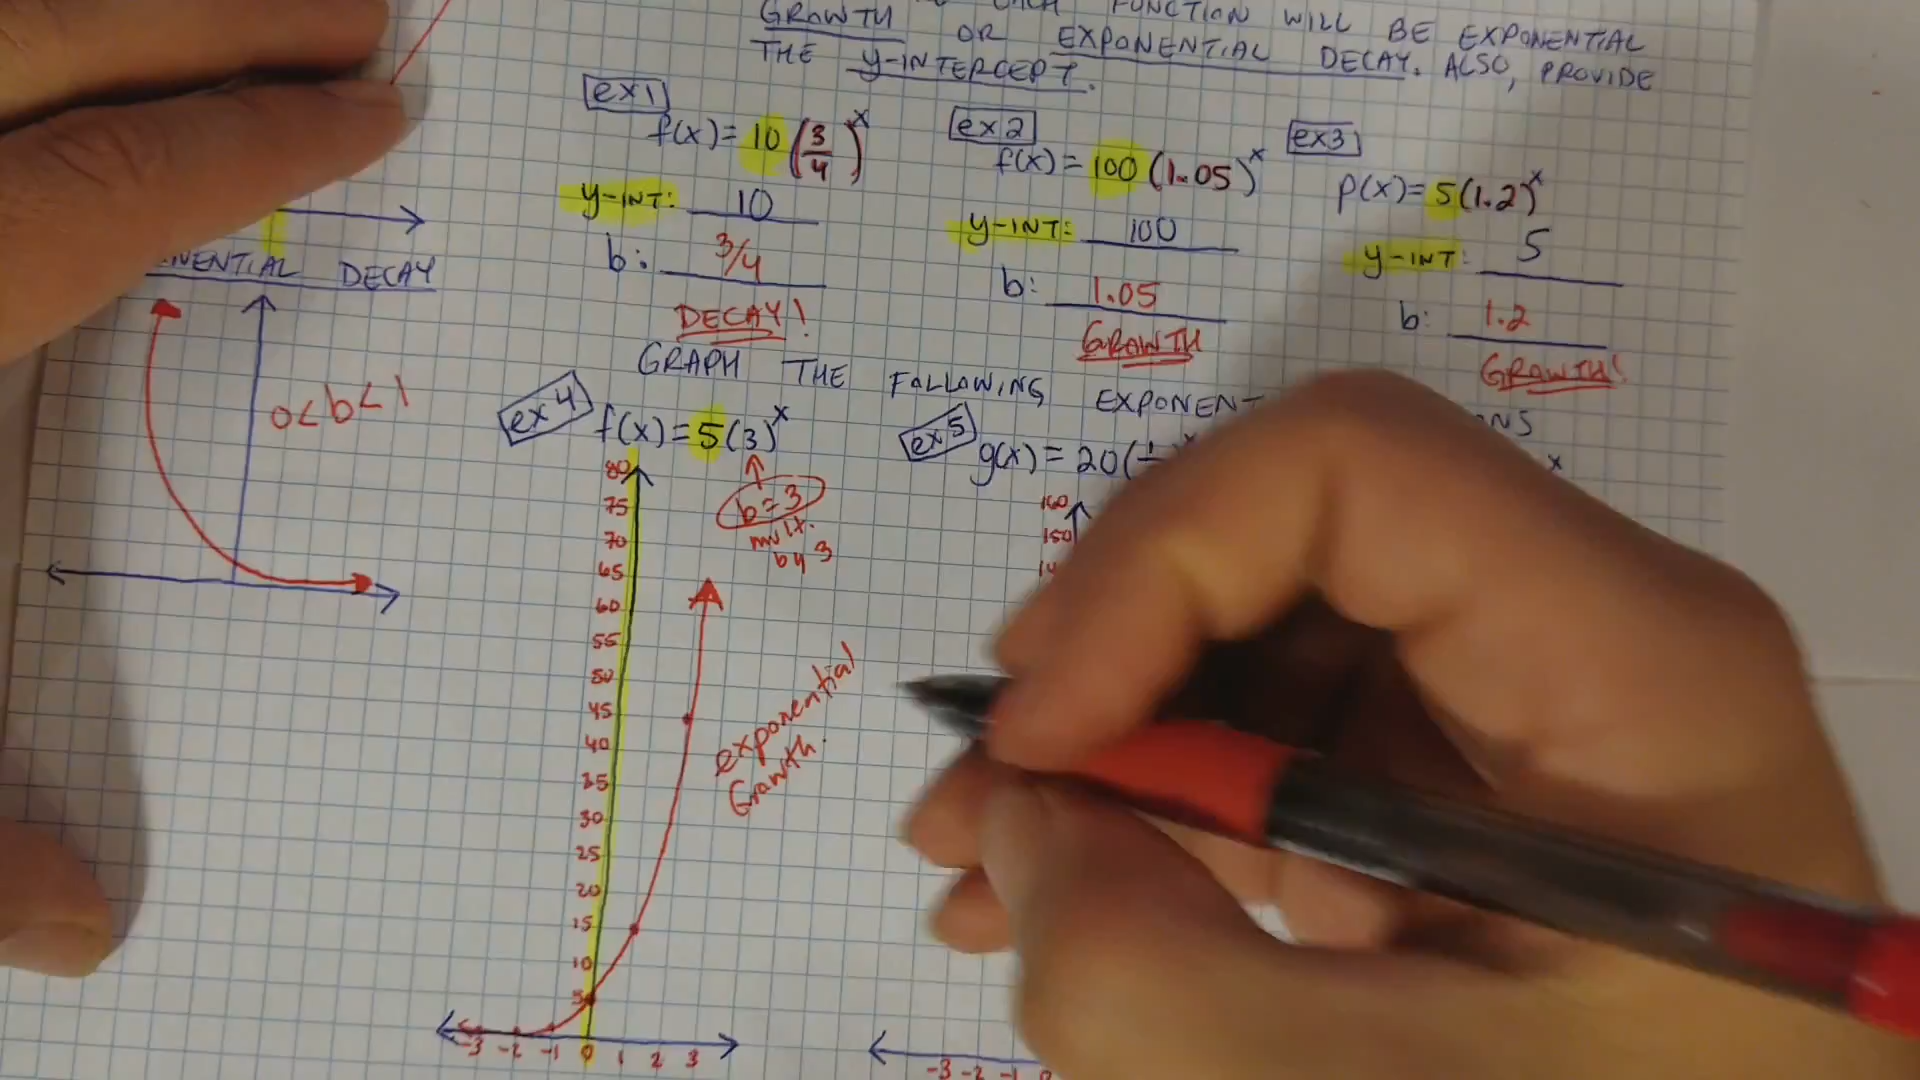 EACH FUNCTION WILL BE EXPONENTIAL
GROWTH OR EXPONENTIAL DECAY. ALSO, PROVIDE
THE y-INTERCEPT.
ex1
f(x)= 10 (3/4)^x
y-INT: 10
b: 3/4
DECAY!
ex2
f(x) = 100 (1.05)^x
y-INT: 100
b: 1.05
GROWTH
ex3
p(x)= 5(1.2)^x
y-INT: 5
b: 1.2
GROWTH!
NENTIAL DECAY
0<b<1
GRAPH THE FOLLOWING EXPONENT
NS
ex4
f(x) = 5(3)^x
b=3
mult.
by 3
80
75
70
65
60
55
50
45
40
35
30
25
20
15
10
5
-3 -2 -1 0 1 2 3
exponential
Growth.
ex5
g(x) = 20(
x
160
150
-3 -2 -1 0